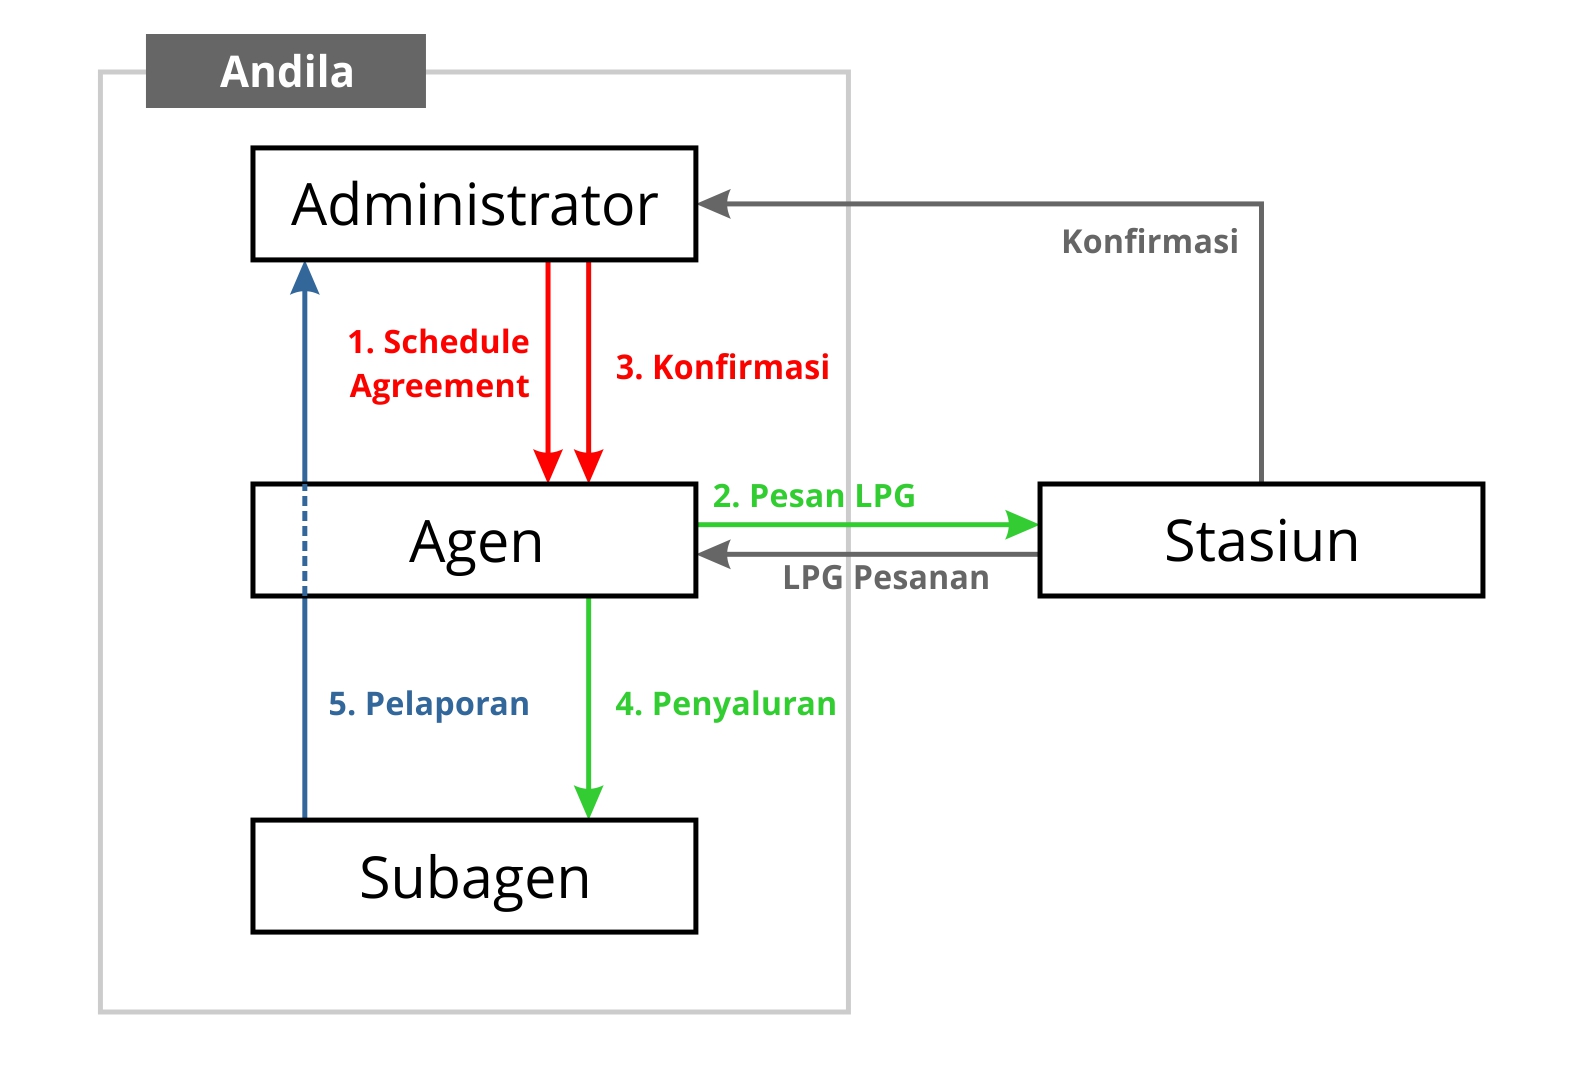 Andila
Administrator
Konfirmasi
1. Schedule
Agreement
3. Konfirmasi
2. Pesan LPG
Agen
Stasiun
LPG Pesanan
5. Pelaporan
4. Penyaluran
Subagen